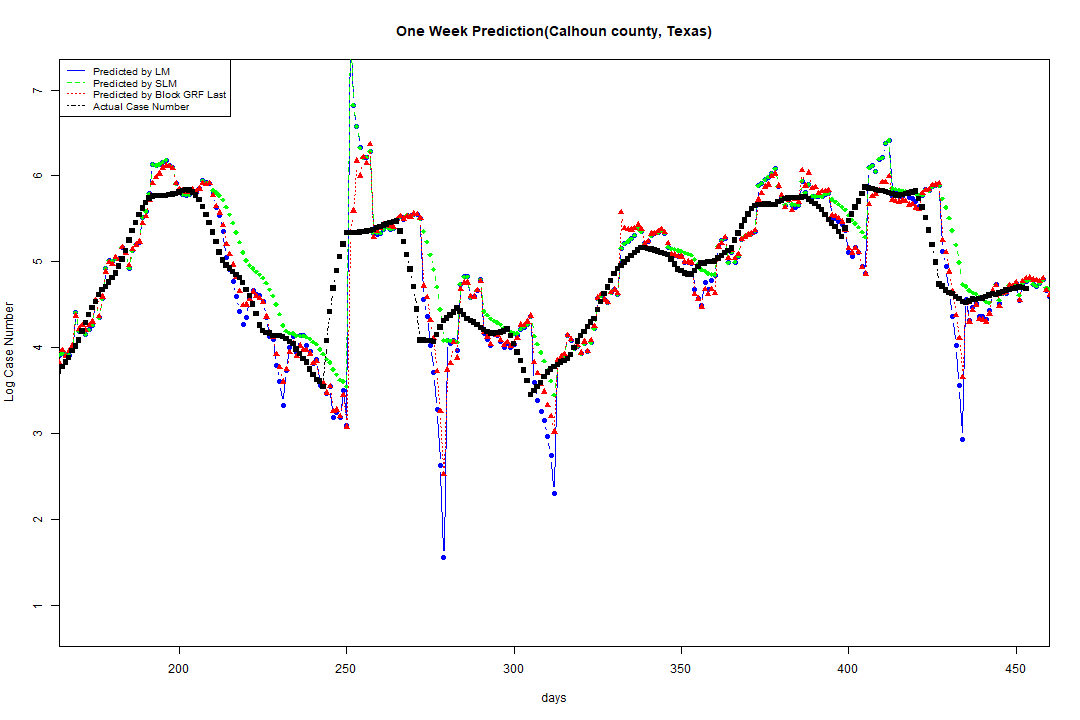 One Week Prediction(Calhoun county, Texas)
Predicted by LM
Predicted by SLM
Predicted by Block GRF Last
Actual Case Number
7
6
5
4
3
2
1
Log Case Number
200 250 300 350 400 450
days